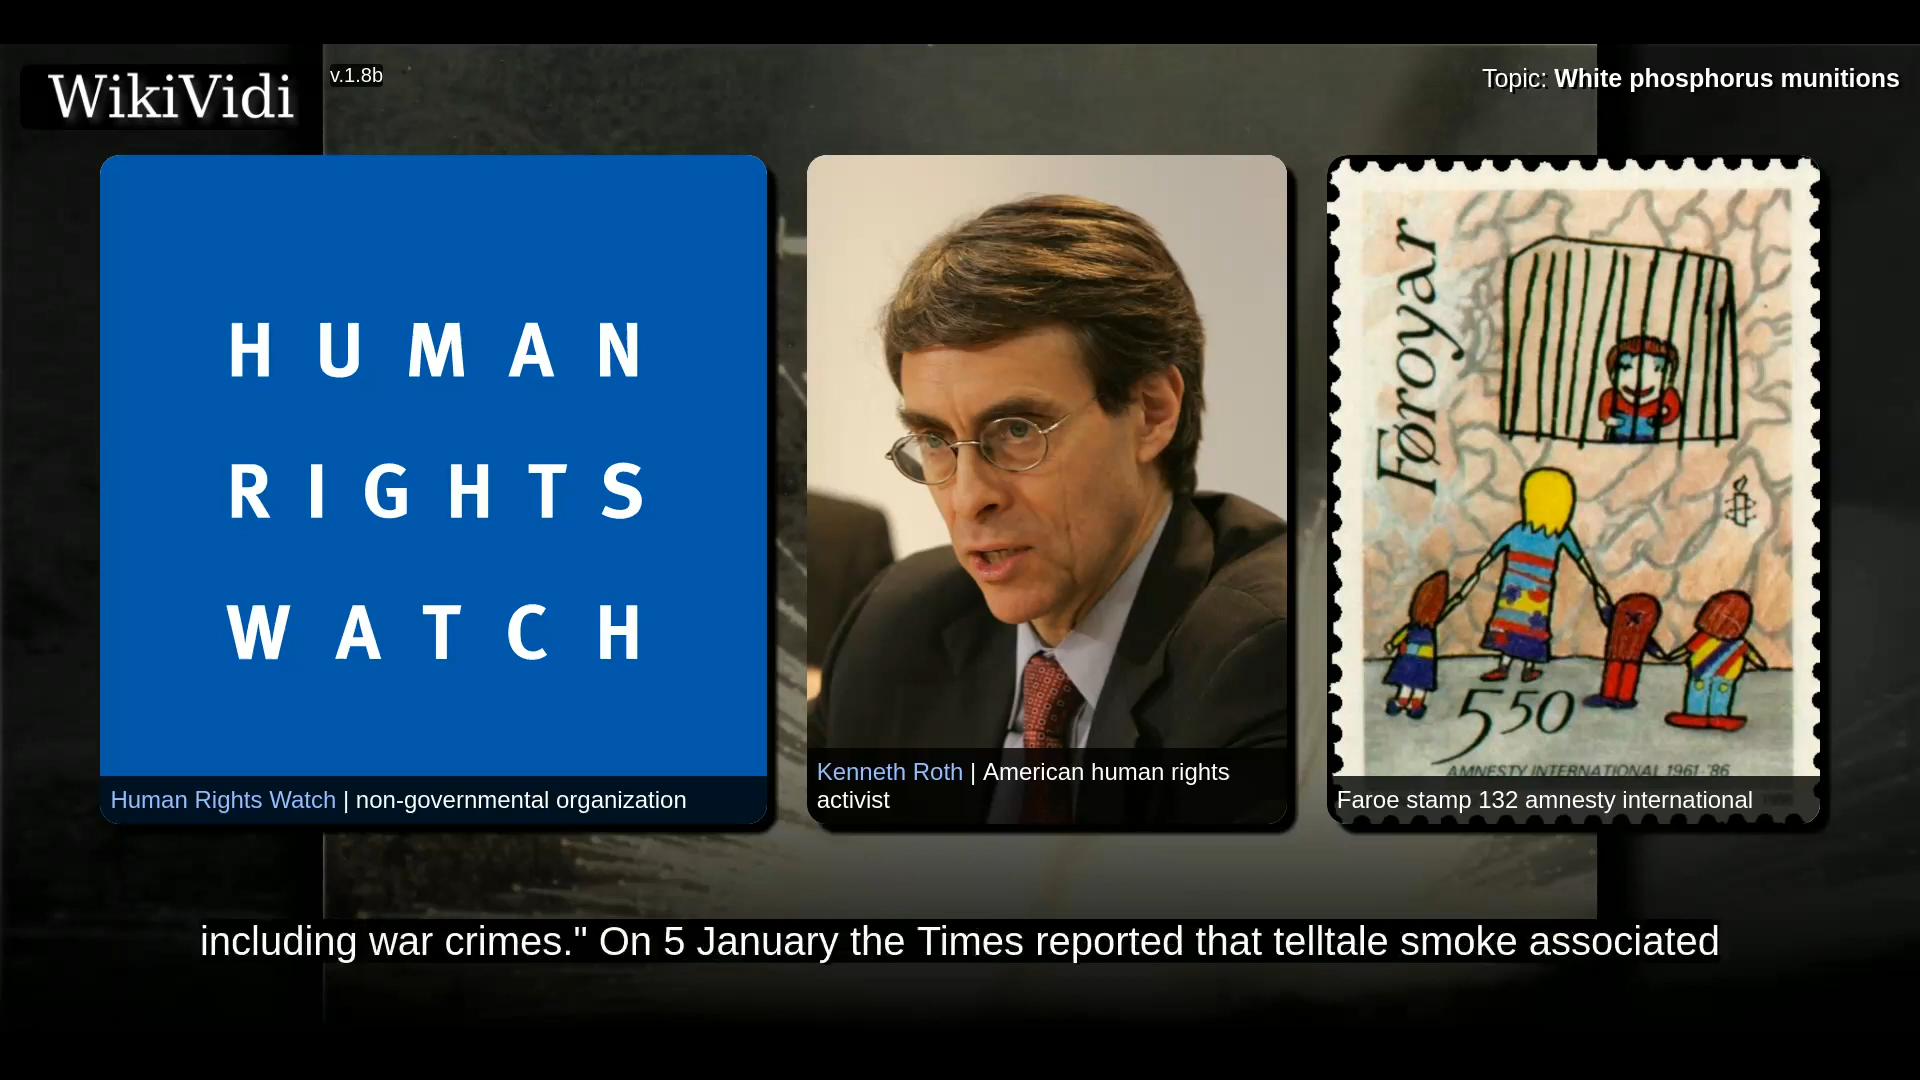 WikiVidi
v.1.8b
Topic: White phosphorus munitions
HUMAN
RIGHTS
WATCH
Human Rights Watch | non-governmental organization
Kenneth Roth | American human rights
activist
Føroyar
550
AMNESTY INTERNATIONAL 1961-'86
Faroe stamp 132 amnesty international
including war crimes." On 5 January the Times reported that telltale smoke associated